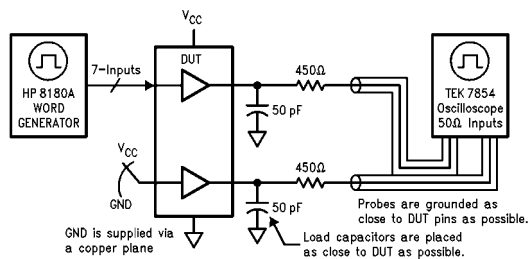 V_CC
DUT
HP 8180A
WORD
GENERATOR
7-Inputs
450Ω
50 pF
TEK 7854
Oscilloscope
50Ω Inputs
V_CC
GND
450Ω
50 pF
GND is supplied via
a copper plane
Load capacitors are placed
as close to DUT as possible.
Probes are grounded as
close to DUT pins as possible.